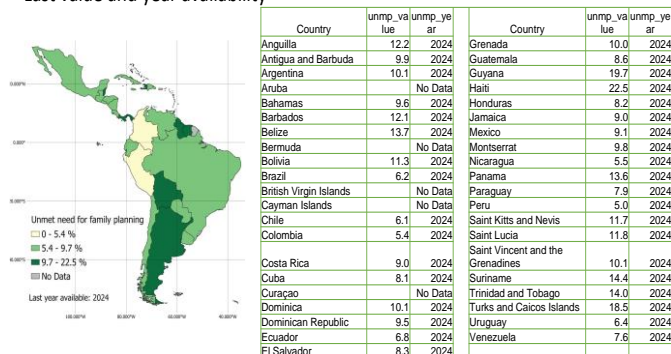 Last value and year availability
Country unmp_value unmp_year
Anguilla 12.2 2024
Antigua and Barbuda 9.9 2024
Argentina 10.1 2024
Aruba No Data
Bahamas 9.6 2024
Barbados 12.1 2024
Belize 13.7 2024
Bermuda No Data
Bolivia 11.3 2024
Brazil 6.2 2024
British Virgin Islands No Data
Cayman Islands No Data
Chile 6.1 2024
Colombia 5.4 2024
Costa Rica 9.0 2024
Cuba 8.1 2024
Curaçao No Data
Dominica 10.1 2024
Dominican Republic 9.5 2024
Ecuador 6.8 2024
El Salvador 8.3 2024
Country unmp_value unmp_year
Grenada 10.0 2024
Guatemala 8.6 2024
Guyana 19.7 2024
Haiti 22.5 2024
Honduras 8.2 2024
Jamaica 9.0 2024
Mexico 9.1 2024
Montserrat 9.8 2024
Nicaragua 5.5 2024
Panama 13.6 2024
Paraguay 7.9 2024
Peru 5.0 2024
Saint Kitts and Nevis 11.7 2024
Saint Lucia 11.8 2024
Saint Vincent and the
Grenadines 10.1 2024
Suriname 14.4 2024
Trinidad and Tobago 14.0 2024
Turks and Caicos Islands 18.5 2024
Uruguay 6.4 2024
Venezuela 7.6 2024
Unmet need for family planning
0 - 5.4 %
5.4 - 9.7 %
9.7 - 22.5 %
No Data
Last year available: 2024